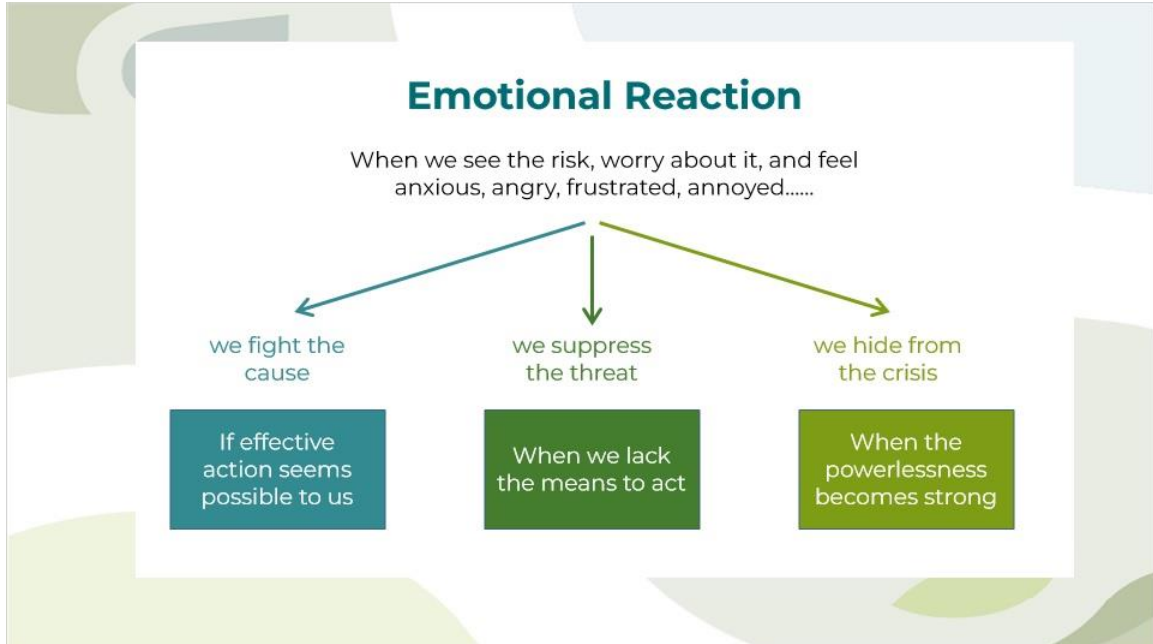 Emotional Reaction
When we see the risk, worry about it, and feel
anxious, angry, frustrated, annoyed......
we fight the
cause
we suppress
the threat
we hide from
the crisis
If effective
action seems
possible to us
When we lack
the means to act
When the
powerlessness
becomes strong